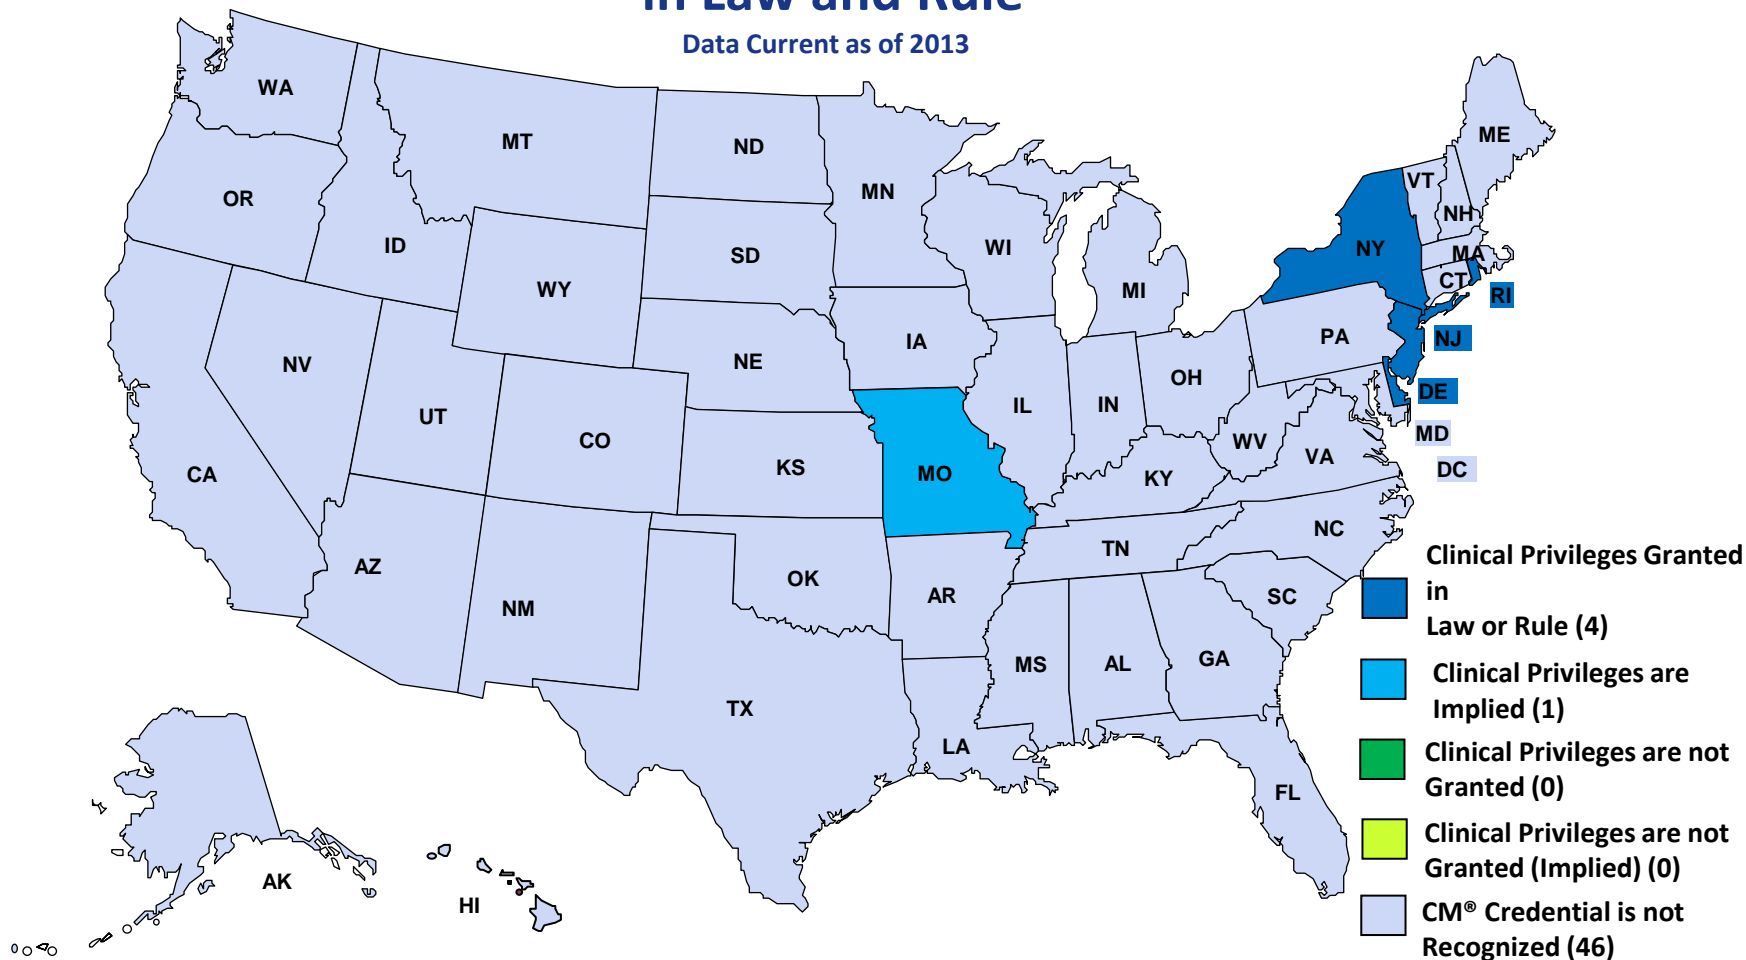 in Law and Rule
Data Current as of 2013
WA
MT
ND
MN
ME
OR
ID
SD
WI
VT
NH
NY
MA
CT
RI
WY
MI
NV
NE
IA
PA
NJ
UT
CO
IL
IN
OH
DE
MD
CA
KS
MO
WV
VA
DC
KY
AZ
NM
OK
AR
TN
NC
SC
TX
MS
AL
GA
LA
FL
AK
HI
Clinical Privileges Granted
in
Law or Rule (4)
Clinical Privileges are
Implied (1)
Clinical Privileges are not
Granted (0)
Clinical Privileges are not
Granted (Implied) (0)
CM® Credential is not
Recognized (46)